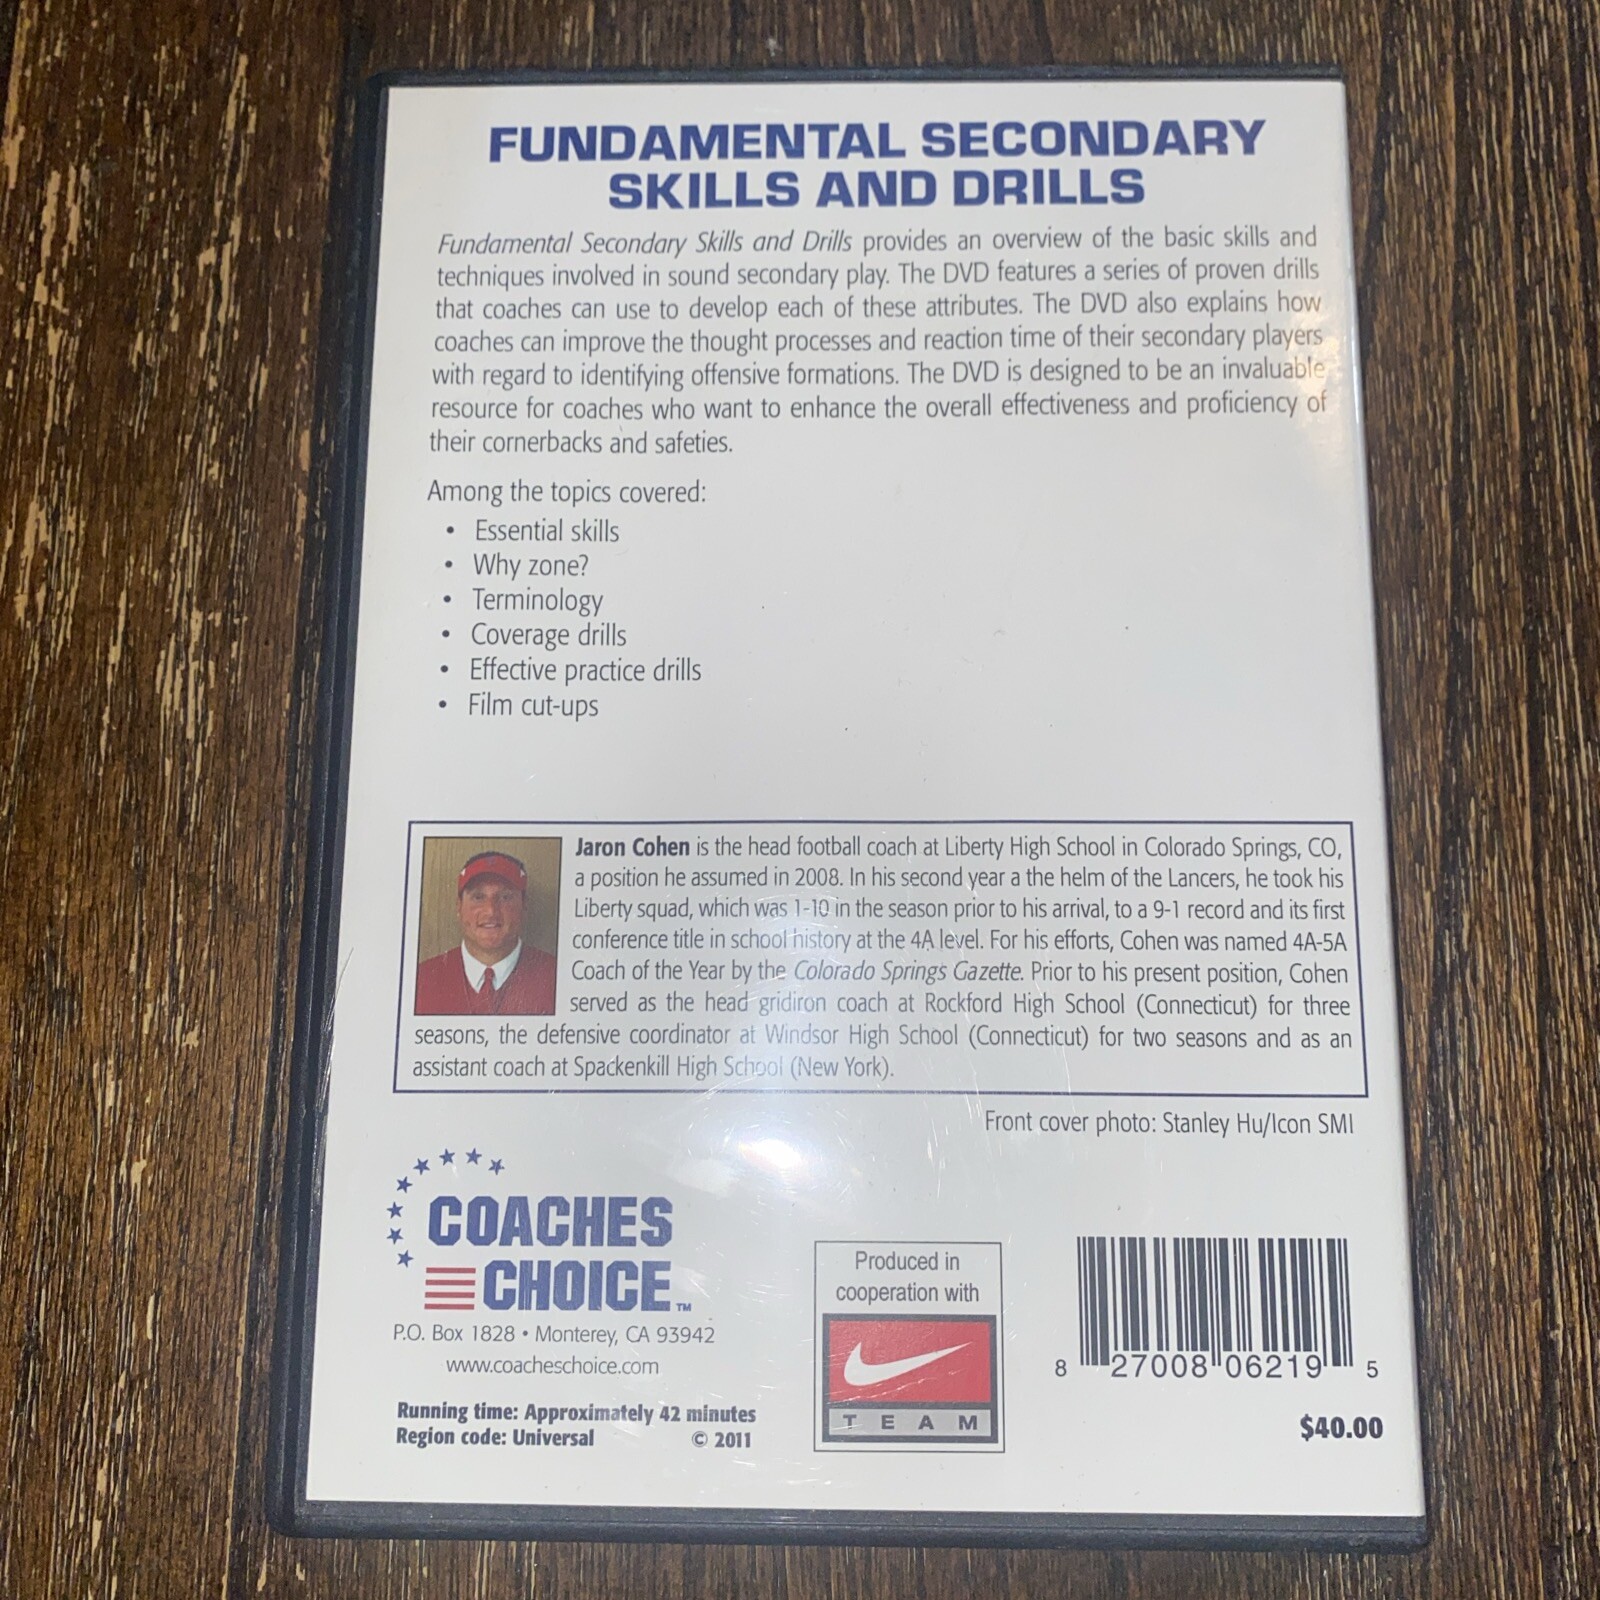 FUNDAMENTAL SECONDARY
SKILLS AND DRILLS
Fundamental Secondary Skills and Drills provides an overview of the basic skills and
techniques involved in sound secondary play. The DVD features a series of proven drills
that coaches can use to develop each of these attributes. The DVD also explains how
coaches can improve the thought processes and reaction time of their secondary players
with regard to identifying offensive formations. The DVD is designed to be an invaluable
resource for coaches who want to enhance the overall effectiveness and proficiency of
their cornerbacks and safeties.
Among the topics covered:
• Essential skills
• Why zone?
• Terminology
• Coverage drills
• Effective practice drills
• Film cut-ups
Jaron Cohen is the head football coach at Liberty High School in Colorado Springs, CO,
a position he assumed in 2008. In his second year a the helm of the Lancers, he took his
Liberty squad, which was 1-10 in the season prior to his arrival, to a 9-1 record and its first
conference title in school history at the 4A level. For his efforts, Cohen was named 4A-5A
Coach of the Year by the Colorado Springs Gazette. Prior to his present position, Cohen
served as the head gridiron coach at Rockford High School (Connecticut) for three
seasons, the defensive coordinator at Windsor High School (Connecticut) for two seasons and as an
assistant coach at Spackenkill High School (New York).
Front cover photo: Stanley Hu/Icon SMI
COACHES
CHOICE™
P.O. Box 1828 • Monterey, CA 93942
www.coacheschoice.com
Running time: Approximately 42 minutes
Region code: Universal © 2011
Produced in
cooperation with
TEAM
8 27008 06219 5
$40.00